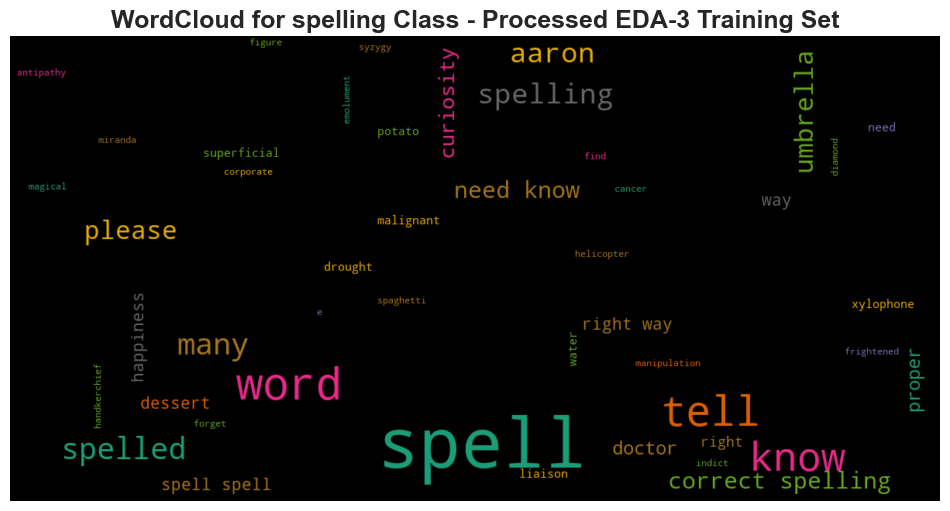 WordCloud for spelling Class - Processed EDA-3 Training Set
figure
syzygy
aaron
antipathy
curiosity
umbrella
emolument
spelling
potato
need
miranda
diamond
superficial
find
corporate
magical
need know
cancer
way
malignant
please
helicopter
drought
happiness
spaghetti
xylophone
e
right way
many
water
frightened
manipulation
proper
handkerchief
word
dessert
tell
forget
spell
spelled
doctor
right
know
indict
liaison
spell spell
correct spelling